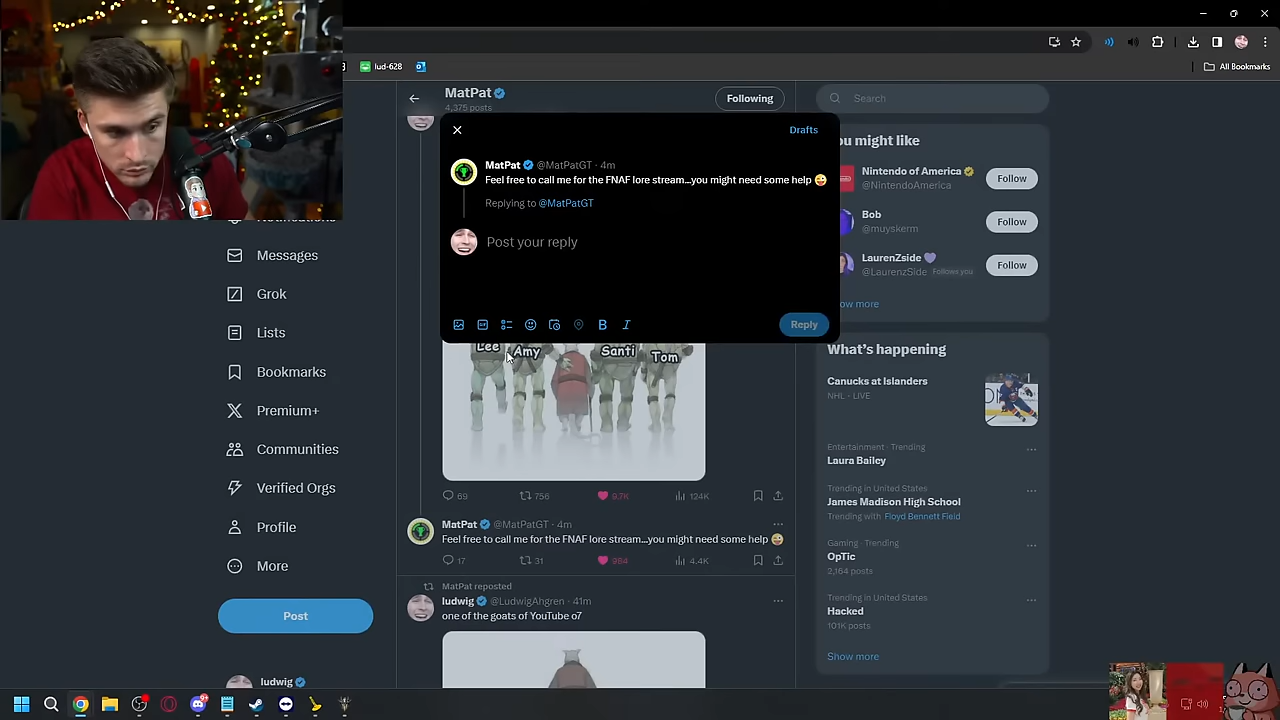 lud-628
All Bookmarks
MatPat
4,375 posts
Following
Search
Drafts
MatPat @MatPatGT · 4m
Feel free to call me for the FNAF lore stream...you might need some help
Replying to @MatPatGT
Post your reply
Reply
ou might like
Nintendo of America
@NintendoAmerica
Follow
Bob
@muyskerm
Follow
LaurenZside
@LaurenZSide Follows you
Follow
ow more
Messages
Grok
Lists
Bookmarks
Premium+
Communities
Verified Orgs
Profile
More
Post
ludwig
Lee
Amy
Santi
Tom
69
756
9.7K
124K
MatPat @MatPatGT · 4m
Feel free to call me for the FNAF lore stream...you might need some help
17
31
984
4.4K
MatPat reposted
ludwig @LudwigAhgren · 41m
one of the goats of YouTube o7
What's happening
Canucks at Islanders
NHL · LIVE
Entertainment · Trending
Laura Bailey
Trending in United States
James Madison High School
Trending with Floyd Bennett Field
Gaming · Trending
OpTic
2,164 posts
Trending in United States
Hacked
101K posts
Show more